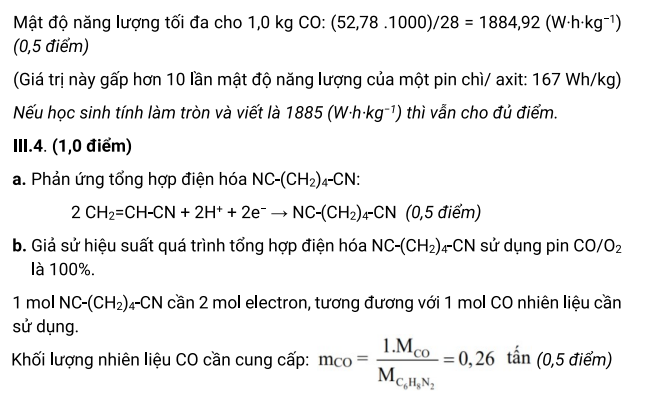 Mật độ năng lượng tối đa cho 1,0 kg CO: (52,78 .1000)/28 = 1884,92 (W·h·kg⁻¹)
(0,5 điểm)
(Giá trị này gấp hơn 10 lần mật độ năng lượng của một pin chì/ axit: 167 Wh/kg)
Nếu học sinh tính làm tròn và viết là 1885 (W·h·kg⁻¹) thì vẫn cho đủ điểm.
III.4. (1,0 điểm)
a. Phản ứng tổng hợp điện hóa NC-(CH₂)₄-CN:
2 CH₂=CH-CN + 2H⁺ + 2e⁻ → NC-(CH₂)₄-CN (0,5 điểm)
b. Giả sử hiệu suất quá trình tổng hợp điện hóa NC-(CH₂)₄-CN sử dụng pin CO/O₂
là 100%.
1 mol NC-(CH₂)₄-CN cần 2 mol electron, tương đương với 1 mol CO nhiên liệu cần
sử dụng.
Khối lượng nhiên liệu CO cần cung cấp: m_CO = 1.M_CO / M_C₆H₈N₂ = 0,26 tấn (0,5 điểm)